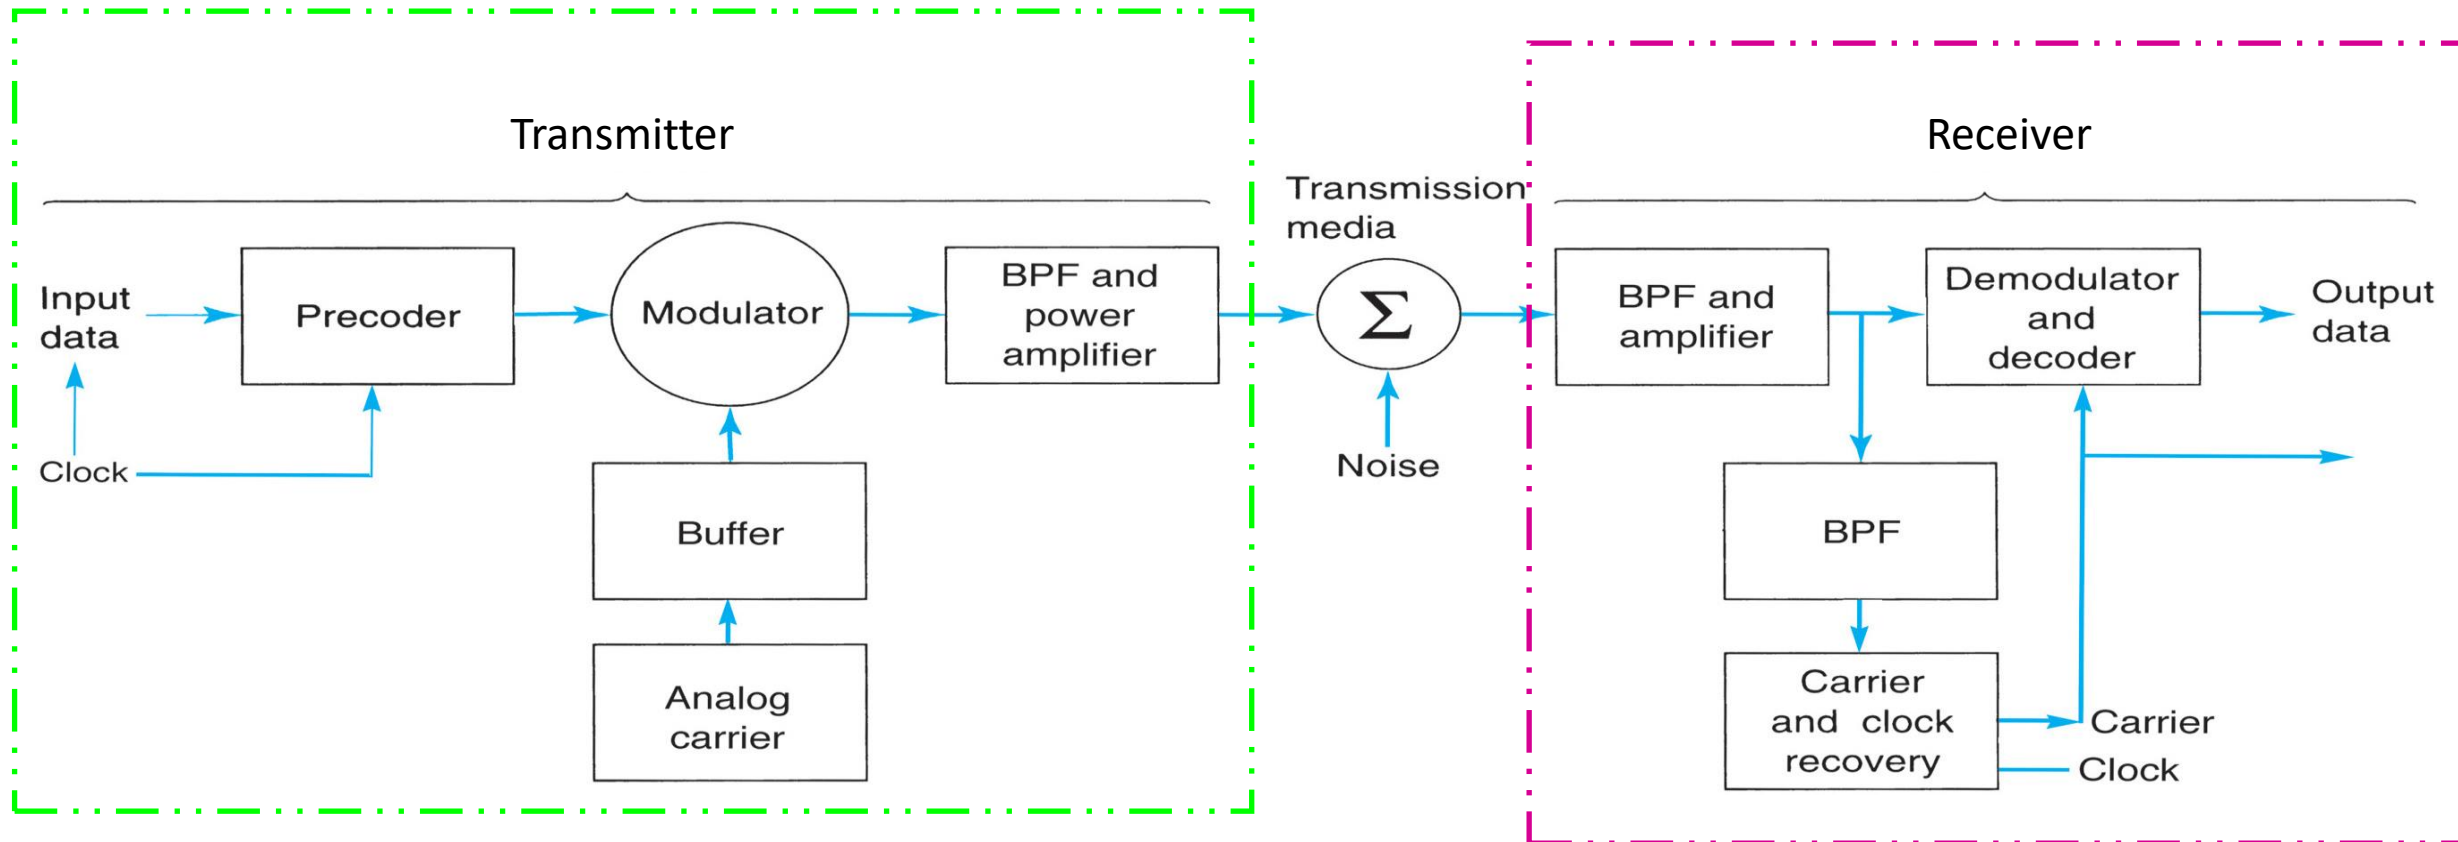 Transmitter
Receiver
Transmission
media
Input
data
Precoder
Modulator
BPF and
power
amplifier
Σ
BPF and
amplifier
Demodulator
and
decoder
Output
data
Clock
Noise
Buffer
BPF
Analog
carrier
Carrier
and clock
recovery
Carrier
Clock